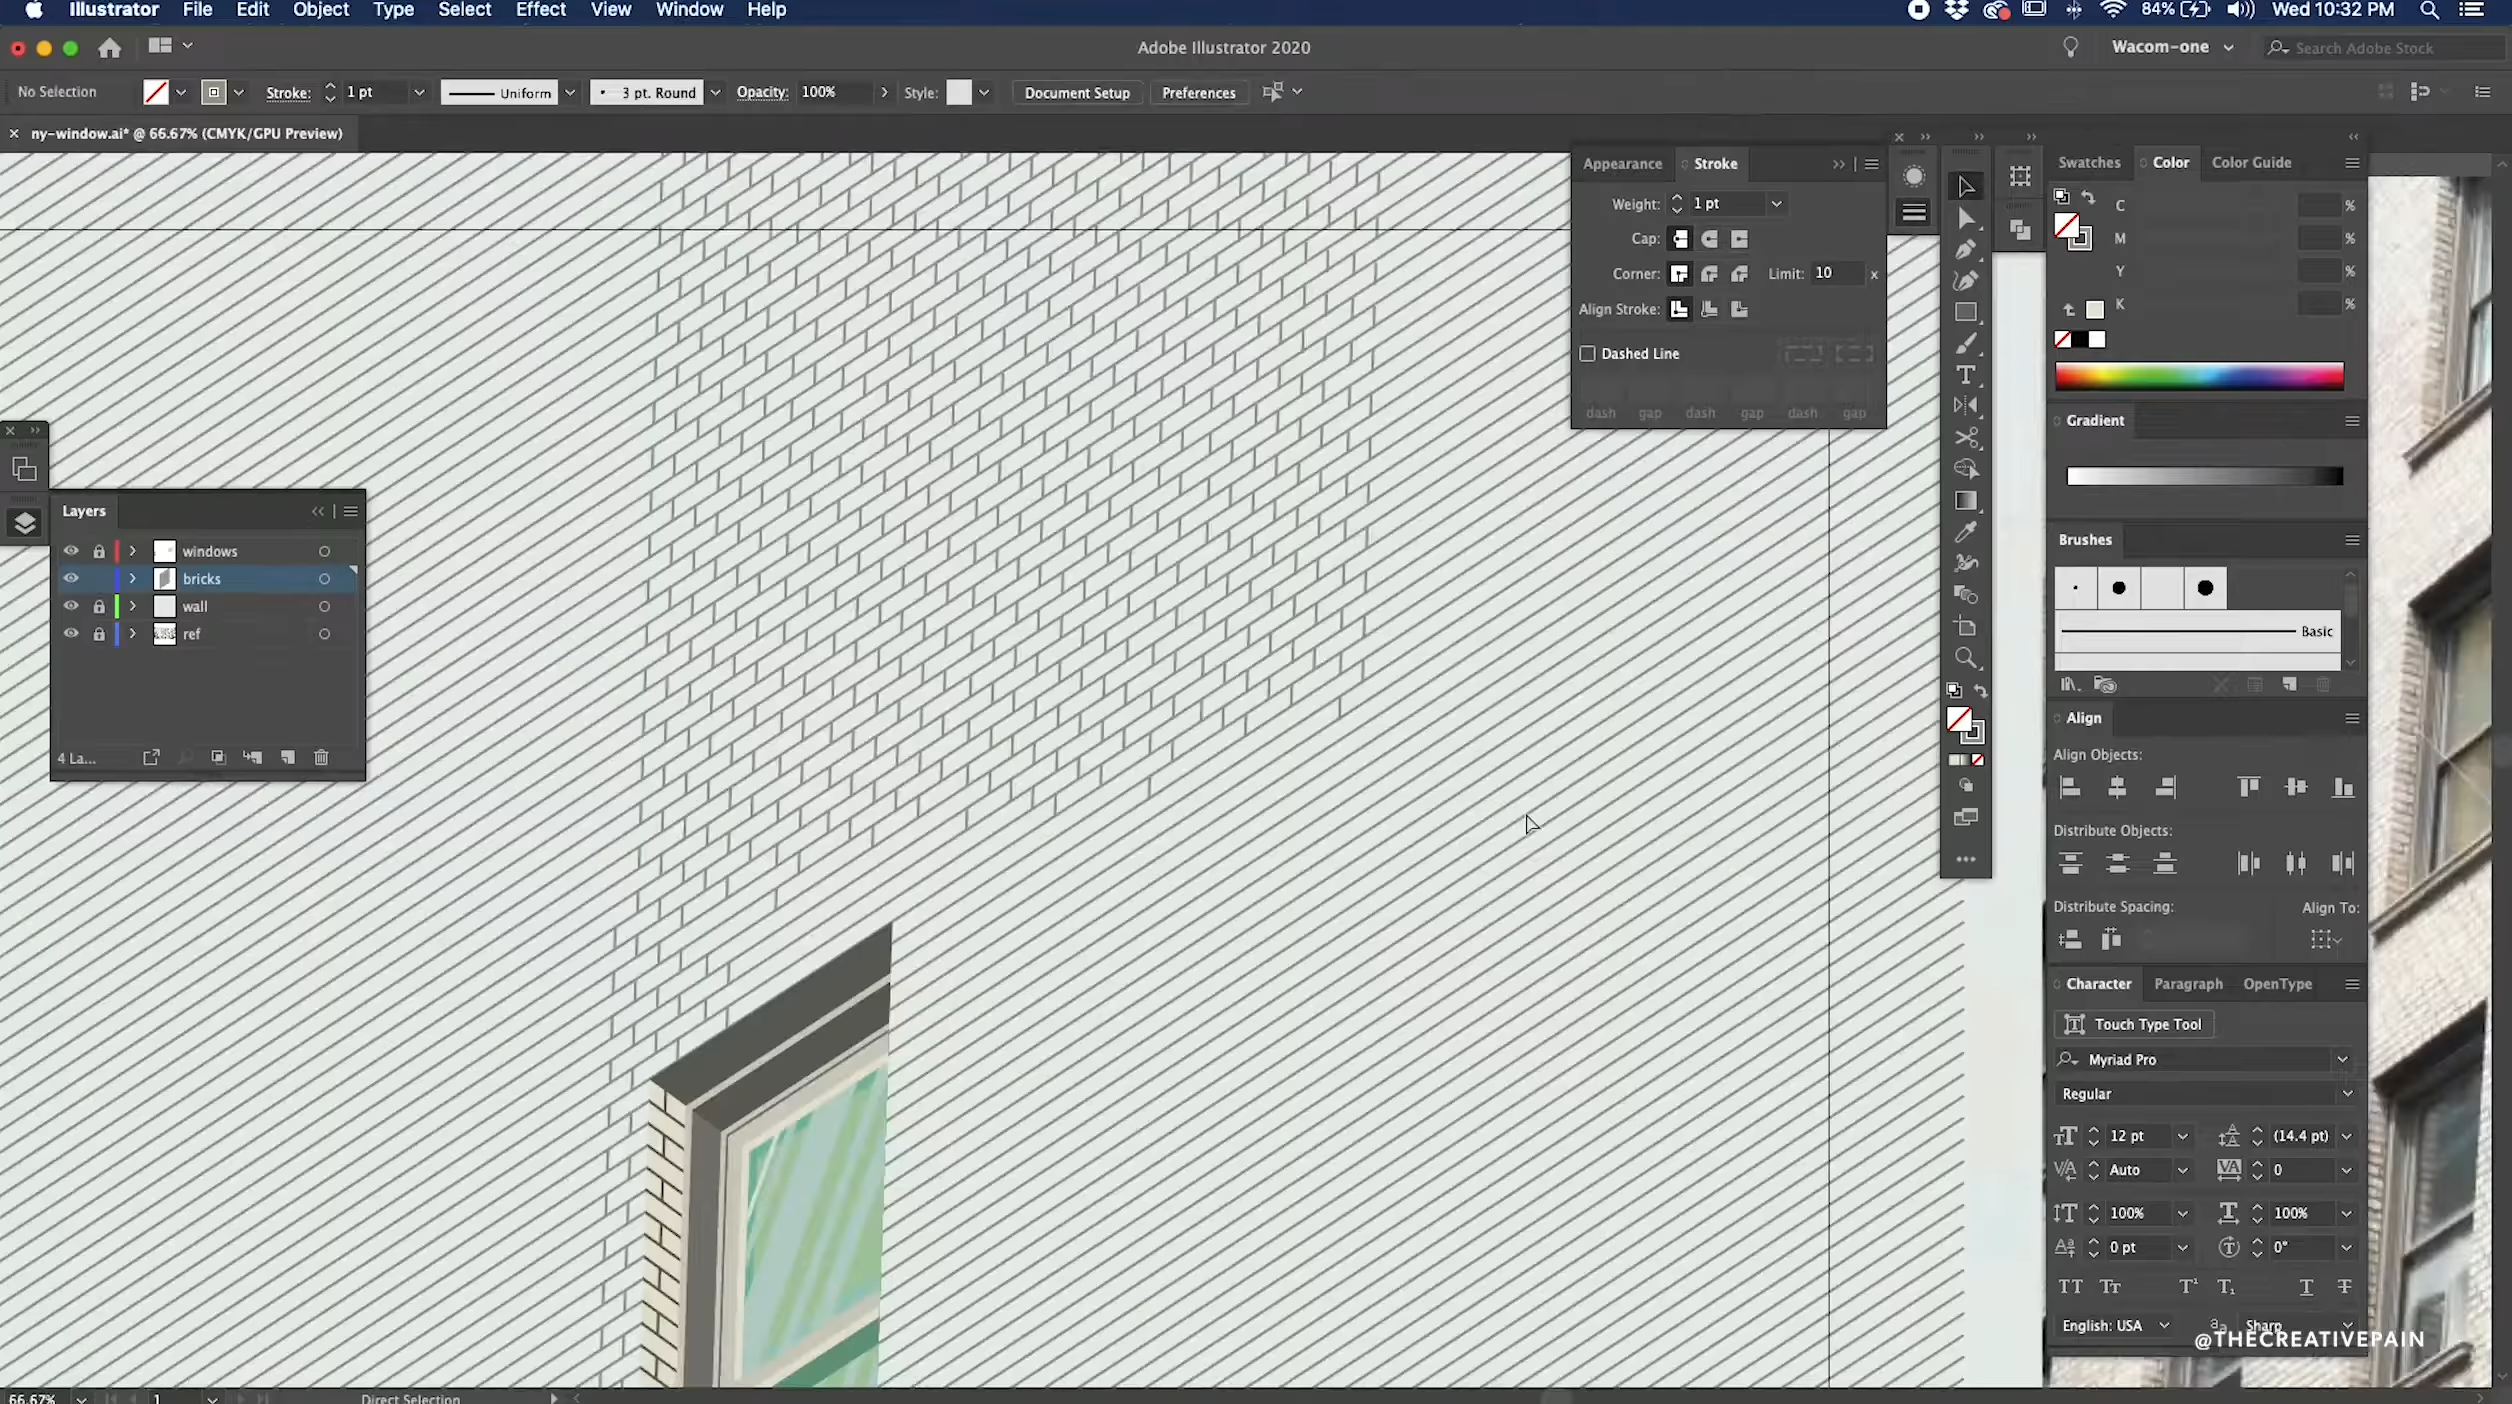 Illustrator File Edit Object Type Select Effect View Window Help 84% Wed 10:32 PM
Adobe Illustrator 2020 Wacom-one Search Adobe Stock
No Selection Stroke: 1 pt Uniform 3 pt. Round Opacity: 100% Style: Document Setup Preferences
ny-window.ai* @ 66.67% (CMYK/GPU Preview)
Appearance Stroke
Weight: 1 pt
Cap:
Corner: Limit: 10 x
Align Stroke:
Dashed Line
dash gap dash gap dash gap
Layers
windows
bricks
wall
ref
4 La...
Swatches Color Color Guide
C %
M %
Y %
K %
Gradient
Brushes
Basic
Align
Align Objects:
Distribute Objects:
Distribute Spacing: Align To:
Character Paragraph OpenType
Touch Type Tool
Myriad Pro
Regular
12 pt (14.4 pt)
Auto 0
100% 100%
0 pt 0°
English: USA Sharp
@THECREATIVEPAIN
66.67% 1 Direct Selection